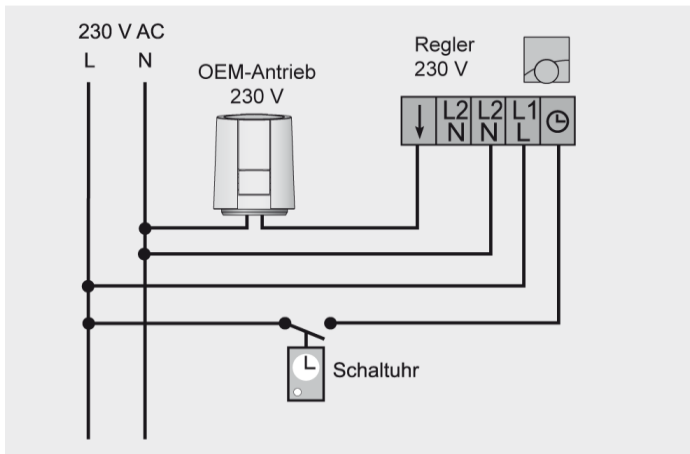 230 V AC
L N
OEM-Antrieb
230 V
Regler
230 V
L2 L2 L1
N N L
Schaltuhr